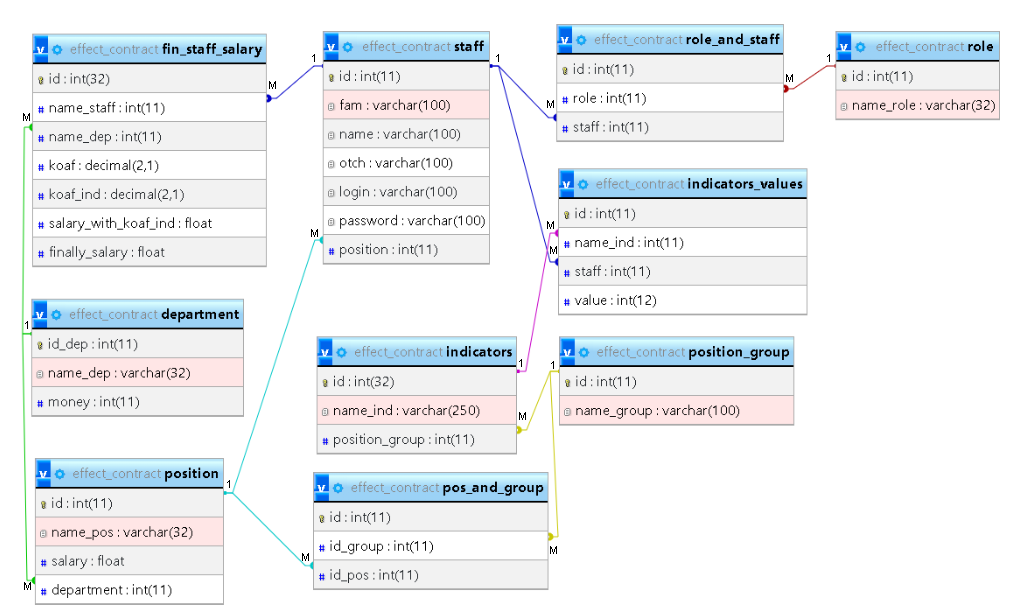 effect_contract fin_staff_salary
id : int(32)
name_staff : int(11)
name_dep : int(11)
koaf : decimal(2,1)
koaf_ind : decimal(2,1)
salary_with_koaf_ind : float
finally_salary : float
effect_contract staff
id : int(11)
fam : varchar(100)
name : varchar(100)
otch : varchar(100)
login : varchar(100)
password : varchar(100)
position : int(11)
effect_contract role_and_staff
id : int(11)
role : int(11)
staff : int(11)
effect_contract role
id : int(11)
name_role : varchar(32)
effect_contract indicators_values
id : int(11)
name_ind : int(11)
staff : int(11)
value : int(12)
effect_contract department
id_dep : int(11)
name_dep : varchar(32)
money : int(11)
effect_contract indicators
id : int(32)
name_ind : varchar(250)
position_group : int(11)
effect_contract position_group
id : int(11)
name_group : varchar(100)
effect_contract position
id : int(11)
name_pos : varchar(32)
salary : float
department : int(11)
effect_contract pos_and_group
id : int(11)
id_group : int(11)
id_pos : int(11)
1
M
1
M
M
1
M
M
M
M
1
1
1
M
1
M
M
M